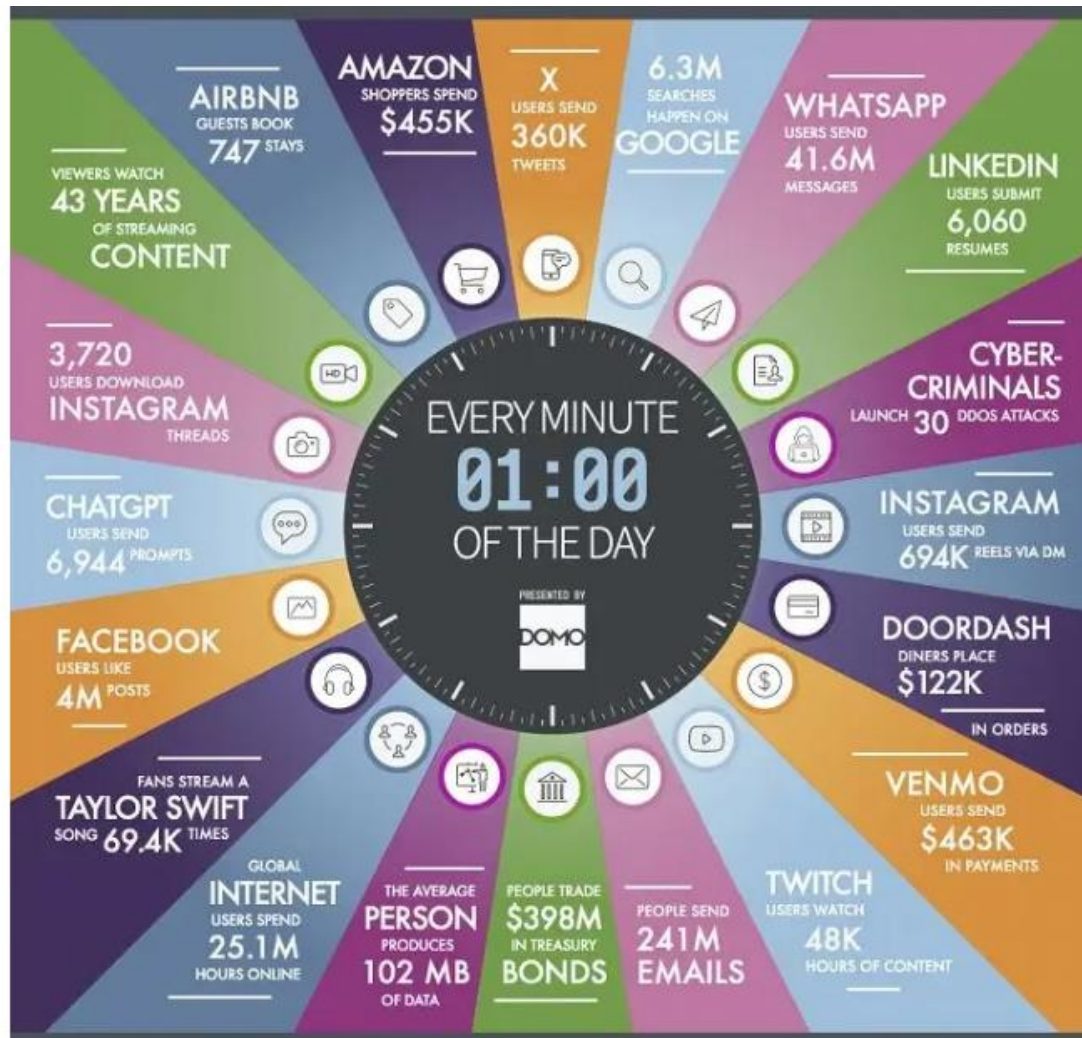 AIRBNB
GUESTS BOOK
747 STAYS
AMAZON
SHOPPERS SPEND
$455K
X
USERS SEND
360K
TWEETS
6.3M
SEARCHES
HAPPEN ON
GOOGLE
WHATSAPP
USERS SEND
41.6M
MESSAGES
LINKEDIN
USERS SUBMIT
6,060
RESUMES
CYBER-
CRIMINALS
LAUNCH 30 DDOS ATTACKS
INSTAGRAM
USERS SEND
694K REELS VIA DM
DOORDASH
DINERS PLACE
$122K
IN ORDERS
VENMO
USERS SEND
$463K
IN PAYMENTS
TWITCH
USERS WATCH
48K
HOURS OF CONTENT
PEOPLE SEND
241M
EMAILS
PEOPLE TRADE
$398M
IN TREASURY
BONDS
THE AVERAGE
PERSON
PRODUCES
102 MB
OF DATA
GLOBAL
INTERNET
USERS SPEND
25.1M
HOURS ONLINE
FANS STREAM A
TAYLOR SWIFT
SONG 69.4K TIMES
FACEBOOK
USERS LIKE
4M POSTS
CHATGPT
USERS SEND
6,944 PROMPTS
3,720
USERS DOWNLOAD
INSTAGRAM
THREADS
VIEWERS WATCH
43 YEARS
OF STREAMING
CONTENT
HD
EVERY MINUTE
01:00
OF THE DAY
PRESENTED BY
DOMO
$